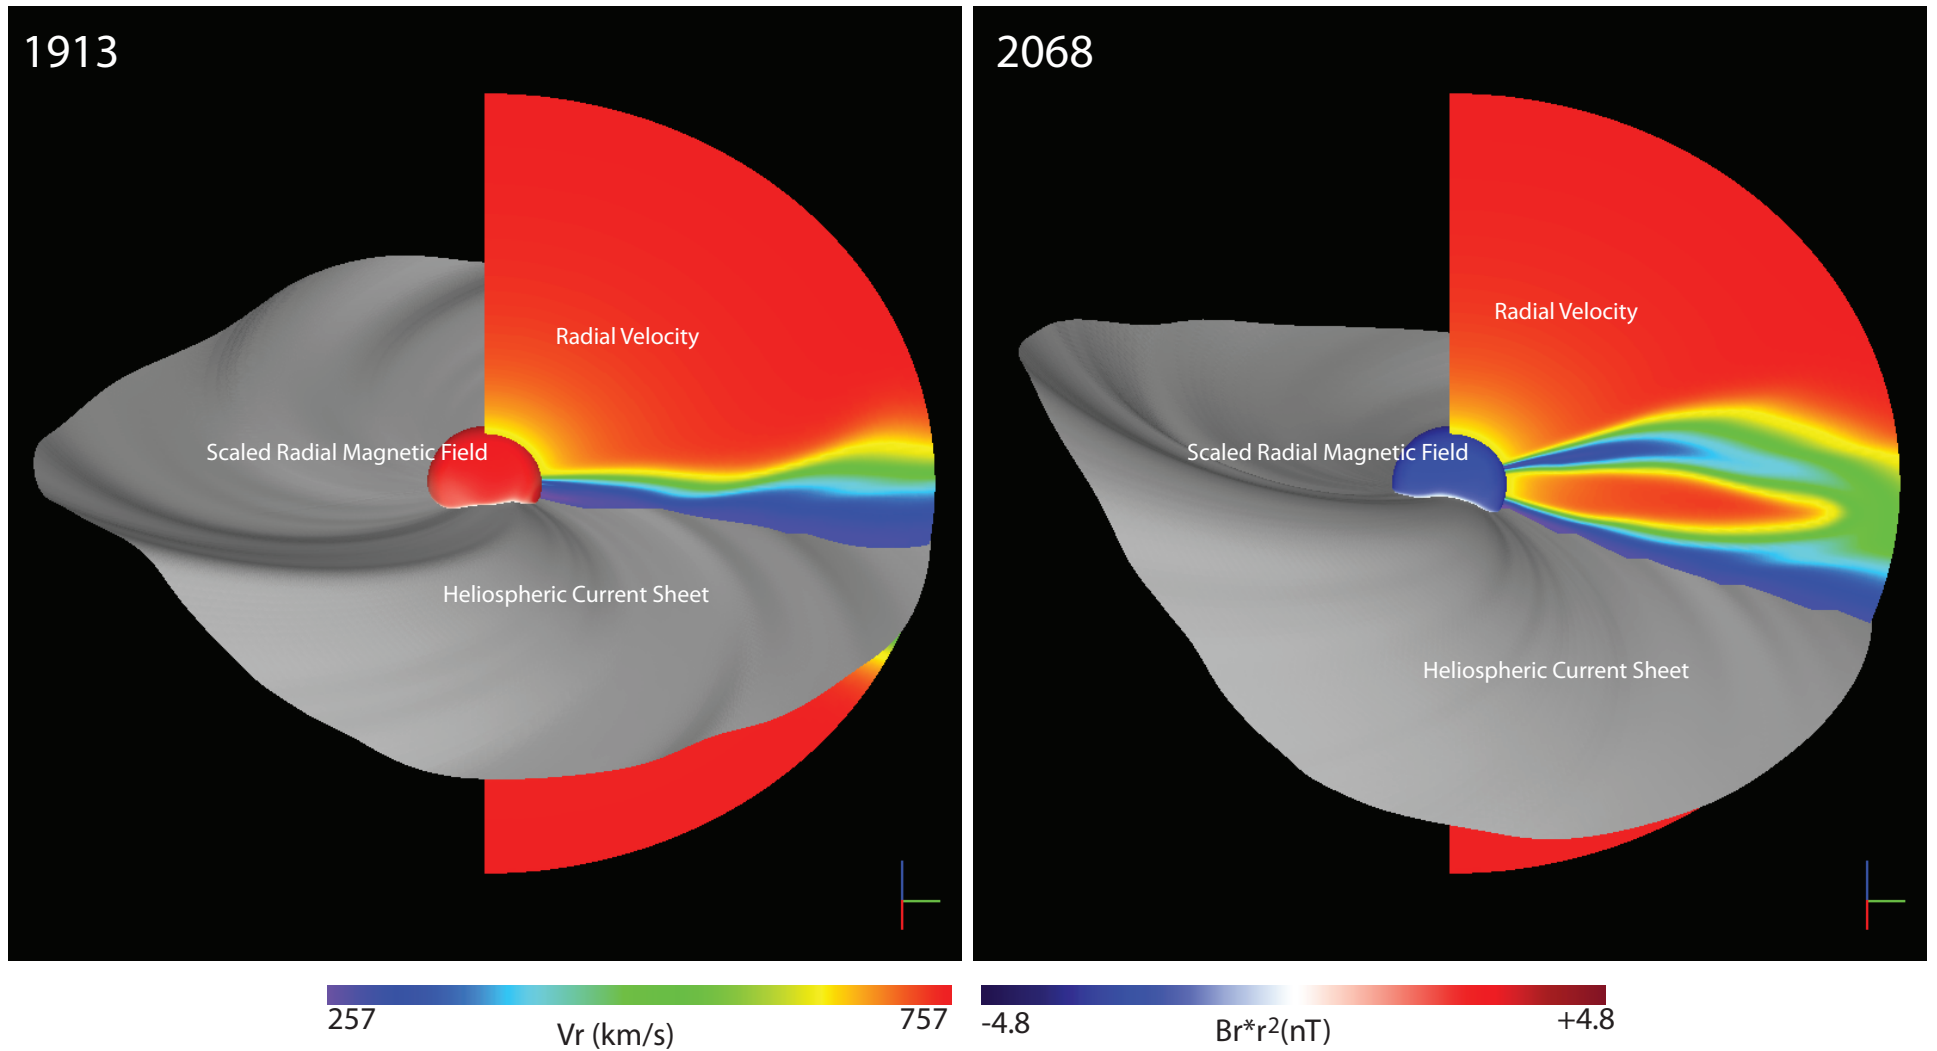 1913
Radial Velocity
Scaled Radial Magnetic Field
Heliospheric Current Sheet
2068
Radial Velocity
Scaled Radial Magnetic Field
Heliospheric Current Sheet
257
Vr (km/s)
757
-4.8
Br*r²(nT)
+4.8